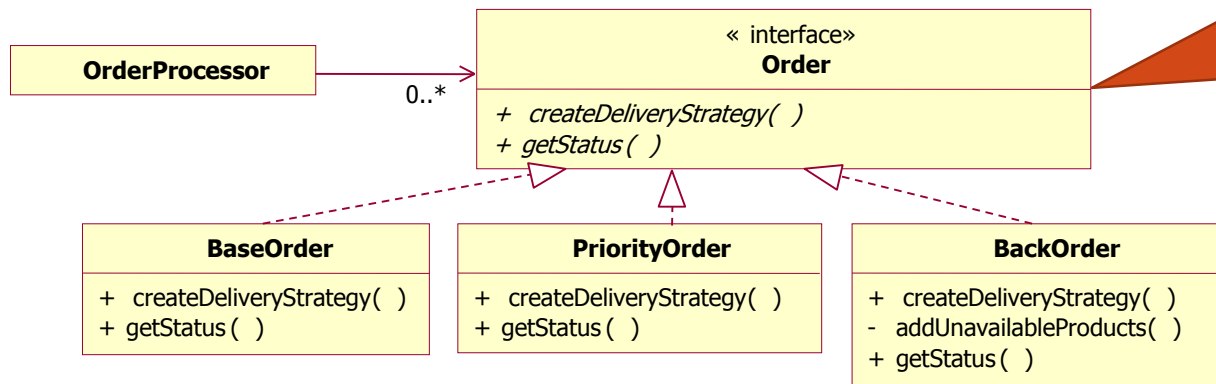 « interface»
Order
OrderProcessor
0..*
+ createDeliveryStrategy( )
+ getStatus( )
BaseOrder
+ createDeliveryStrategy( )
+ getStatus( )
PriorityOrder
+ createDeliveryStrategy( )
+ getStatus( )
BackOrder
+ createDeliveryStrategy( )
- addUnavailableProducts( )
+ getStatus( )